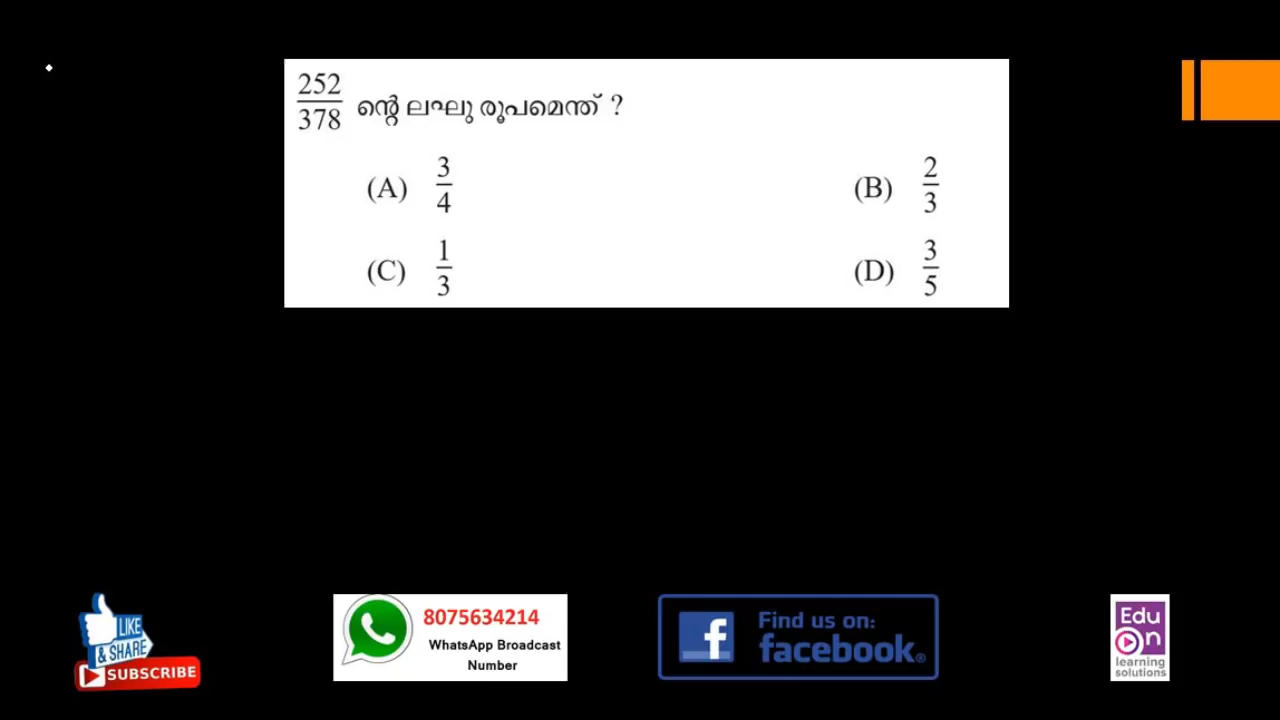 252
378 ന്റെ ലഘു രൂപമെന്ത് ?
(A) 3/4 (B) 2/3
(C) 1/3 (D) 3/5
LIKE
& SHARE
SUBSCRIBE
8075634214
WhatsApp Broadcast
Number
Find us on:
facebook®
Edu
On
learning
solutions